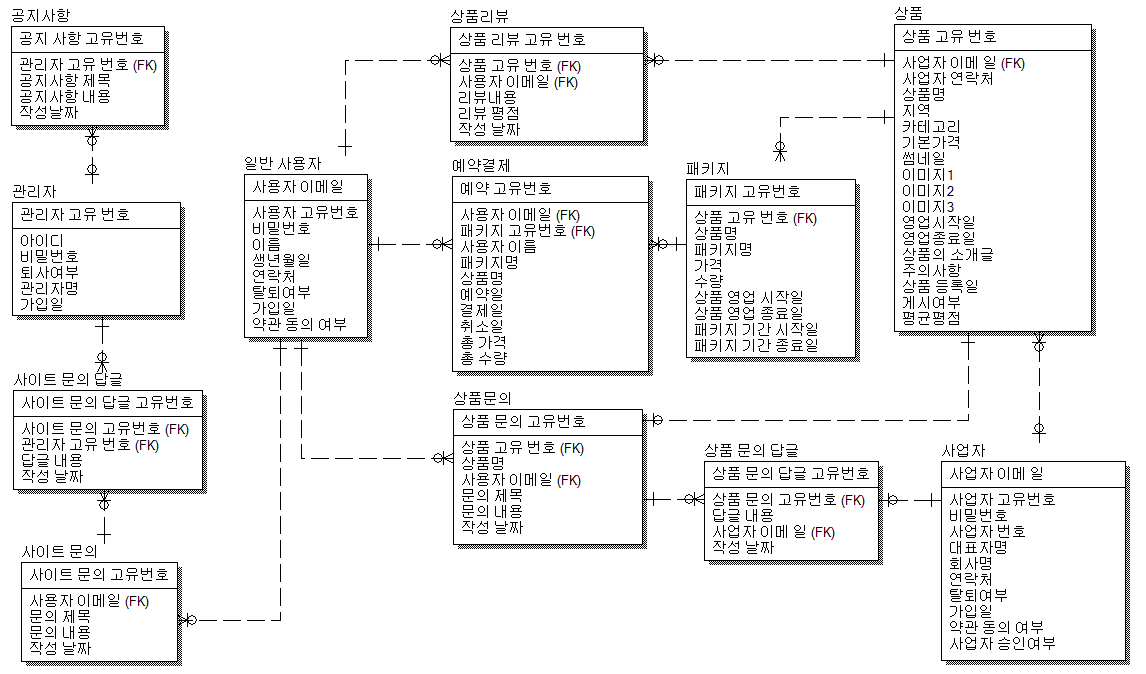 공지사항
공지 사항 고유번호
관리자 고유 번호 (FK)
공지사항 제목
공지사항 내용
작성날짜
관리자
관리자 고유 번호
아이디
비밀번호
퇴사여부
관리자명
가입일
사이트 문의 답글
사이트 문의 답글 고유번호
사이트 문의 고유번호 (FK)
관리자 고유 번호 (FK)
답글 내용
작성 날짜
사이트 문의
사이트 문의 고유번호
사용자 이메일 (FK)
문의 제목
문의 내용
작성 날짜
일반 사용자
사용자 이메일
사용자 고유번호
비밀번호
이름
생년월일
연락처
탈퇴여부
가입일
약관 동의 여부
상품리뷰
상품 리뷰 고유 번호
상품 고유 번호 (FK)
사용자 이메일 (FK)
리뷰내용
리뷰 평점
작성 날짜
예약결제
예약 고유번호
사용자 이메일 (FK)
패키지 고유번호 (FK)
사용자 이름
패키지명
상품명
예약일
결제일
취소일
총 가격
총 수량
상품문의
상품 문의 고유번호
상품 고유 번호 (FK)
상품명
사용자 이메일 (FK)
문의 제목
문의 내용
작성 날짜
패키지
패키지 고유번호
상품 고유 번호 (FK)
상품명
패키지명
가격
수량
상품 영업 시작일
상품 영업 종료일
패키지 기간 시작일
패키지 기간 종료일
상품 문의 답글
상품 문의 답글 고유번호
상품 문의 고유번호 (FK)
답글 내용
사업자 이메 일 (FK)
작성 날짜
상품
상품 고유 번호
사업자 이메 일 (FK)
사업자 연락처
상품명
지역
카테고리
기본가격
썸네일
이미지1
이미지2
이미지3
영업시작일
영업종료일
상품의 소개글
주의사항
상품 등록일
게시여부
평균평점
사업자
사업자 이메 일
사업자 고유번호
비밀번호
사업자 번호
대표자명
회사명
연락처
탈퇴여부
가입일
약관 동의 여부
사업자 승인여부